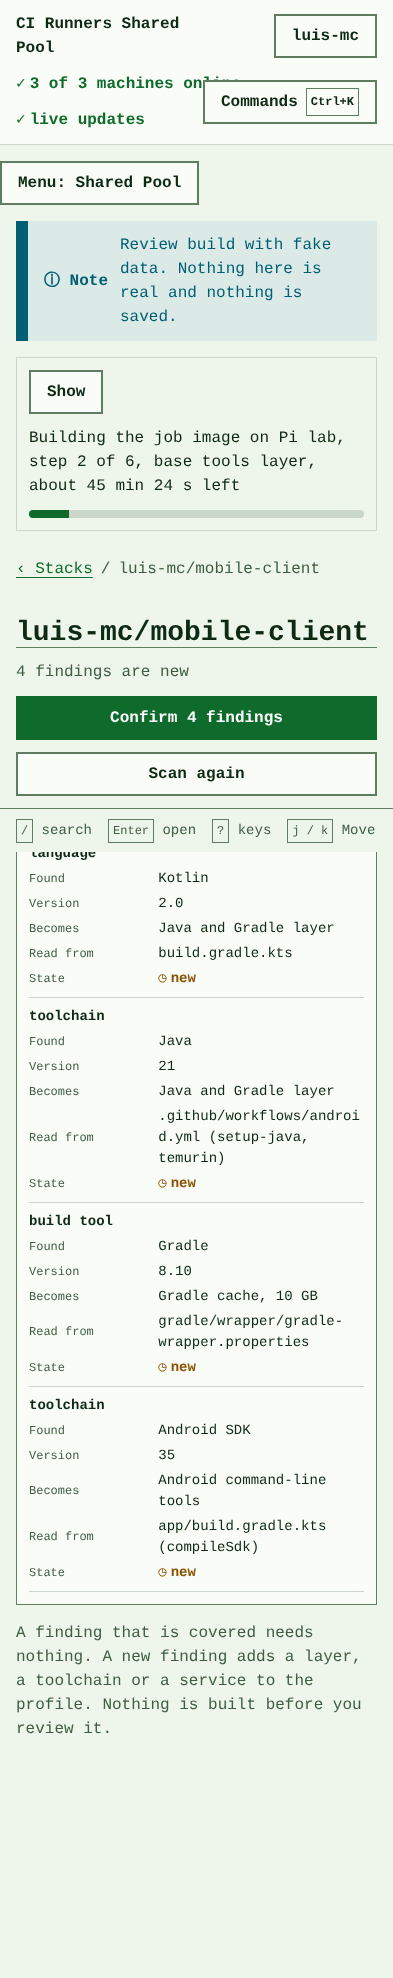 CI Runners Shared
Pool
luis-mc
✓ 3 of 3 machines online
Commands Ctrl+K
✓ live updates
Menu: Shared Pool
ⓘ Note
Review build with fake
data. Nothing here is
real and nothing is
saved.
Show
Building the job image on Pi lab,
step 2 of 6, base tools layer,
about 45 min 24 s left
‹ Stacks / luis-mc/mobile-client
luis-mc/mobile-client
4 findings are new
Confirm 4 findings
Scan again
/ search Enter open ? keys j / k Move
language
Found Kotlin
Version 2.0
Becomes Java and Gradle layer
Read from build.gradle.kts
State ◷ new
toolchain
Found Java
Version 21
Becomes Java and Gradle layer
Read from .github/workflows/androi
d.yml (setup-java,
temurin)
State ◷ new
build tool
Found Gradle
Version 8.10
Becomes Gradle cache, 10 GB
Read from gradle/wrapper/gradle-
wrapper.properties
State ◷ new
toolchain
Found Android SDK
Version 35
Becomes Android command-line
tools
Read from app/build.gradle.kts
(compileSdk)
State ◷ new
A finding that is covered needs
nothing. A new finding adds a layer,
a toolchain or a service to the
profile. Nothing is built before you
review it.